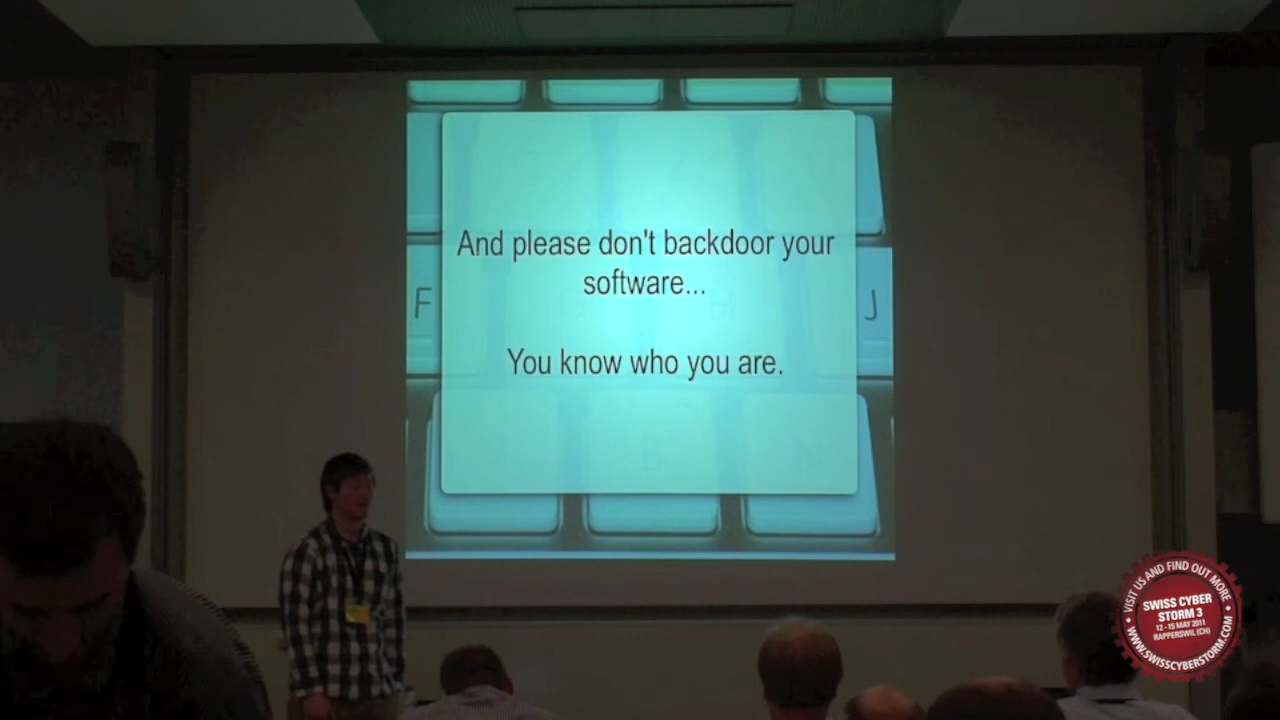 And please don't backdoor your
software...
You know who you are.
F
J
VISIT US AND FIND OUT MORE
SWISS CYBER
STORM 3
12 - 15 MAY 2011
RAPPERSWIL (CH)
WWW.SWISSCYBERSTORM.COM